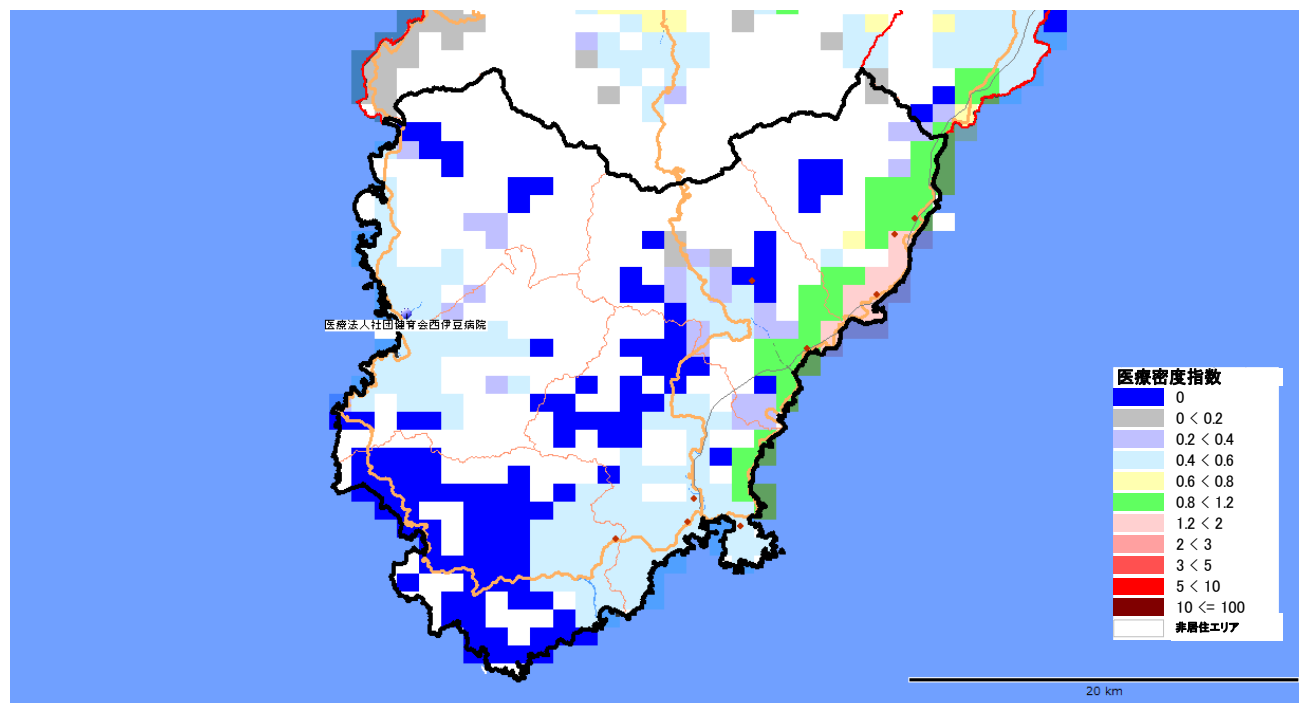 医療法人社団健育会西伊豆病院
医療密度指数
0
0 < 0.2
0.2 < 0.4
0.4 < 0.6
0.6 < 0.8
0.8 < 1.2
1.2 < 2
2 < 3
3 < 5
5 < 10
10 <= 100
非居住エリア
20 km